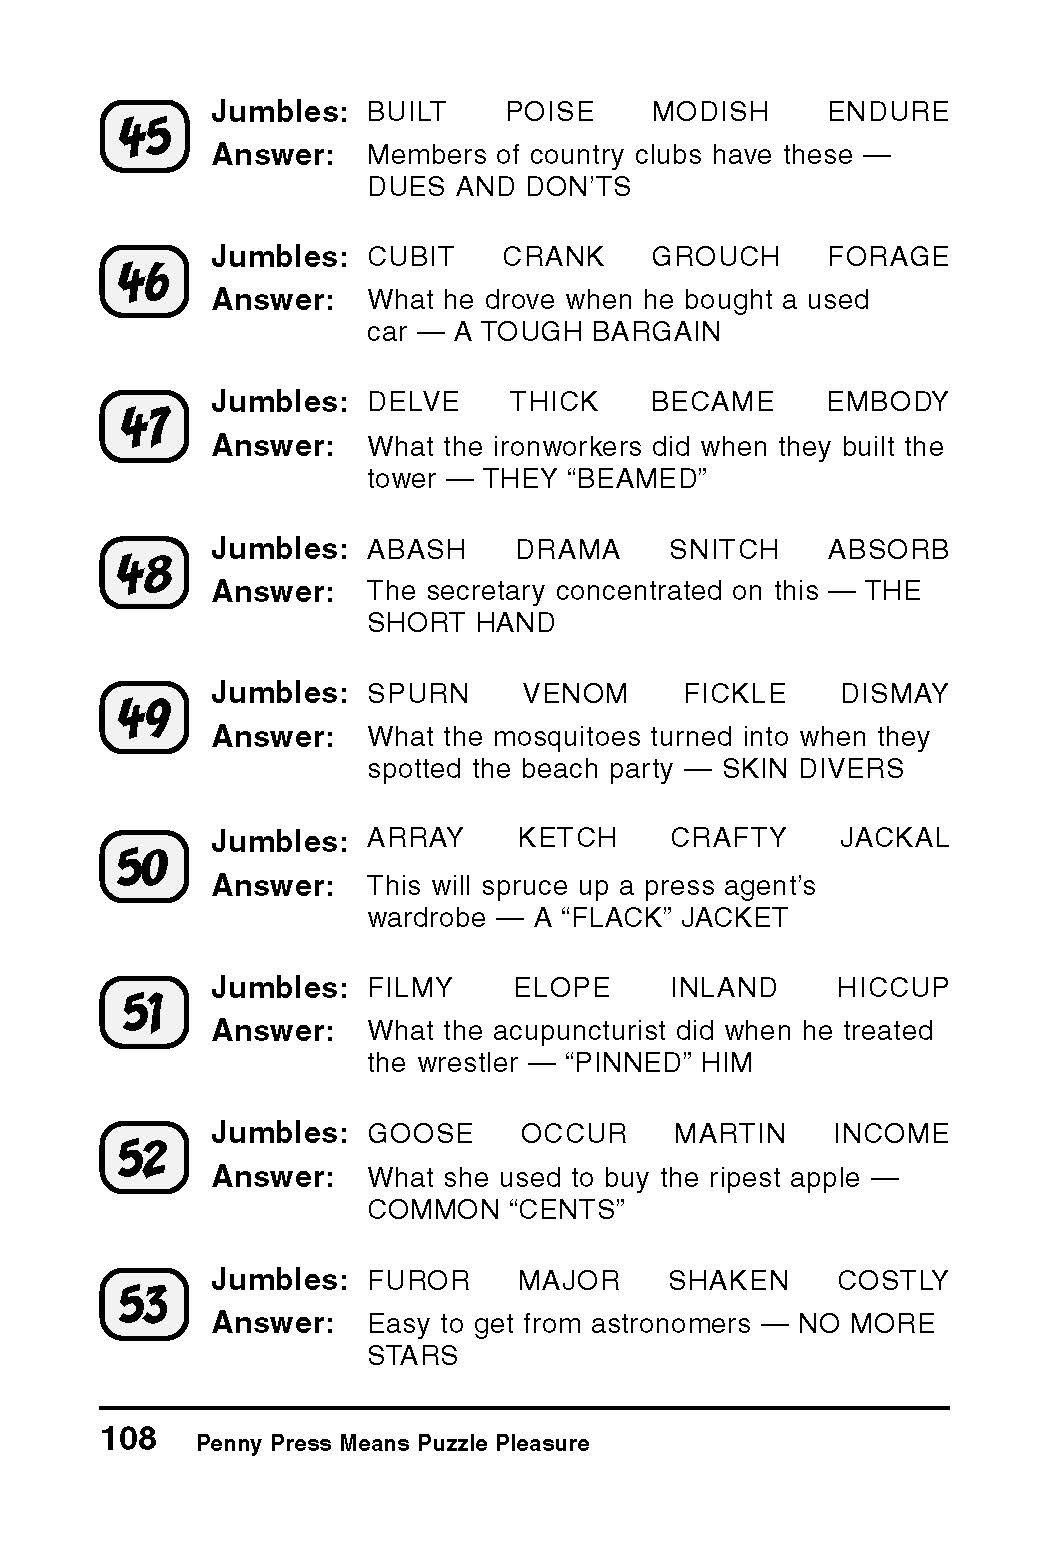 45 Jumbles: BUILT POISE MODISH ENDURE
Answer: Members of country clubs have these —
DUES AND DON’TS
46 Jumbles: CUBIT CRANK GROUCH FORAGE
Answer: What he drove when he bought a used
car — A TOUGH BARGAIN
47 Jumbles: DELVE THICK BECAME EMBODY
Answer: What the ironworkers did when they built the
tower — THEY “BEAMED”
48 Jumbles: ABASH DRAMA SNITCH ABSORB
Answer: The secretary concentrated on this — THE
SHORT HAND
49 Jumbles: SPURN VENOM FICKLE DISMAY
Answer: What the mosquitoes turned into when they
spotted the beach party — SKIN DIVERS
50 Jumbles: ARRAY KETCH CRAFTY JACKAL
Answer: This will spruce up a press agent’s
wardrobe — A “FLACK” JACKET
51 Jumbles: FILMY ELOPE INLAND HICCUP
Answer: What the acupuncturist did when he treated
the wrestler — “PINNED” HIM
52 Jumbles: GOOSE OCCUR MARTIN INCOME
Answer: What she used to buy the ripest apple —
COMMON “CENTS”
53 Jumbles: FUROR MAJOR SHAKEN COSTLY
Answer: Easy to get from astronomers — NO MORE
STARS
108 Penny Press Means Puzzle Pleasure